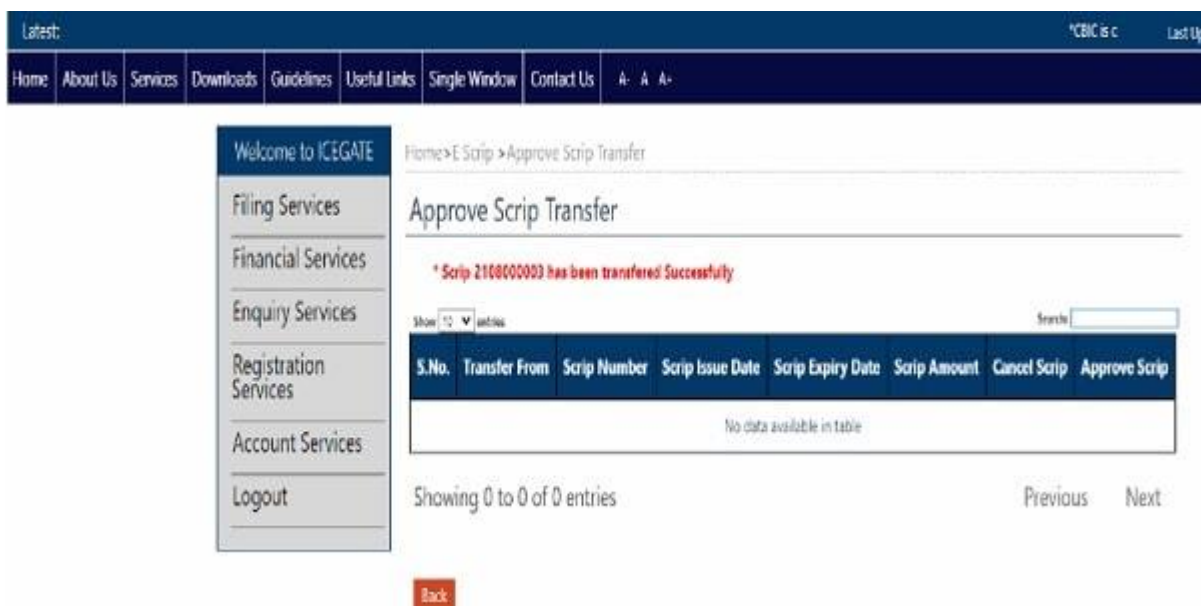 Latest:
*CBIC is c
Last Up
Home About Us Services Downloads Guidelines Useful Links Single Window Contact Us A- A A+
Welcome to ICEGATE
Filing Services
Financial Services
Enquiry Services
Registration
Services
Account Services
Logout
Home>E Scrip >Approve Scrip Transfer
Approve Scrip Transfer
* Scrip 2108000003 has been transfered Successfully
Show 10 entries
Search:
S.No. Transfer From Scrip Number Scrip Issue Date Scrip Expiry Date Scrip Amount Cancel Scrip Approve Scrip
No data available in table
Showing 0 to 0 of 0 entries
Previous Next
Back